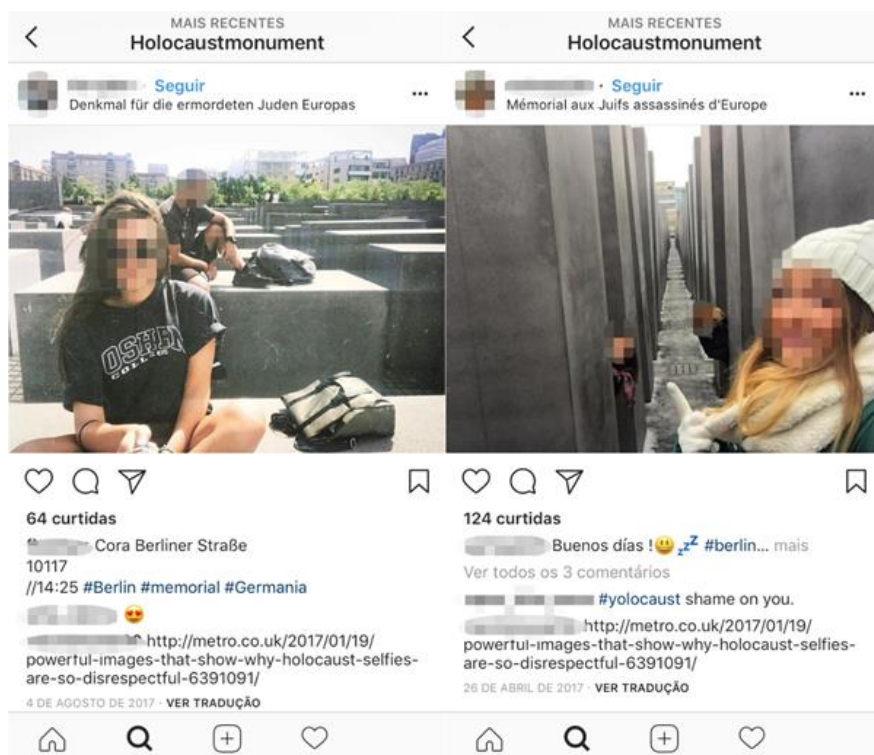 MAIS RECENTES
Holocaustmonument
Seguir
Denkmal für die ermordeten Juden Europas
COLLEGE
64 curtidas
Cora Berliner Straße
10117
//14:25 #Berlin #memorial #Germania
😍
http://metro.co.uk/2017/01/19/
powerful-images-that-show-why-holocaust-selfies-
are-so-disrespectful-6391091/
4 DE AGOSTO DE 2017 · VER TRADUÇÃO
MAIS RECENTES
Holocaustmonument
· Seguir
Mémorial aux Juifs assassinés d'Europe
124 curtidas
Buenos días !😃 💤 #berlin... mais
Ver todos os 3 comentários
#yolocaust shame on you.
http://metro.co.uk/2017/01/19/
powerful-images-that-show-why-holocaust-selfies-
are-so-disrespectful-6391091/
26 DE ABRIL DE 2017 · VER TRADUÇÃO